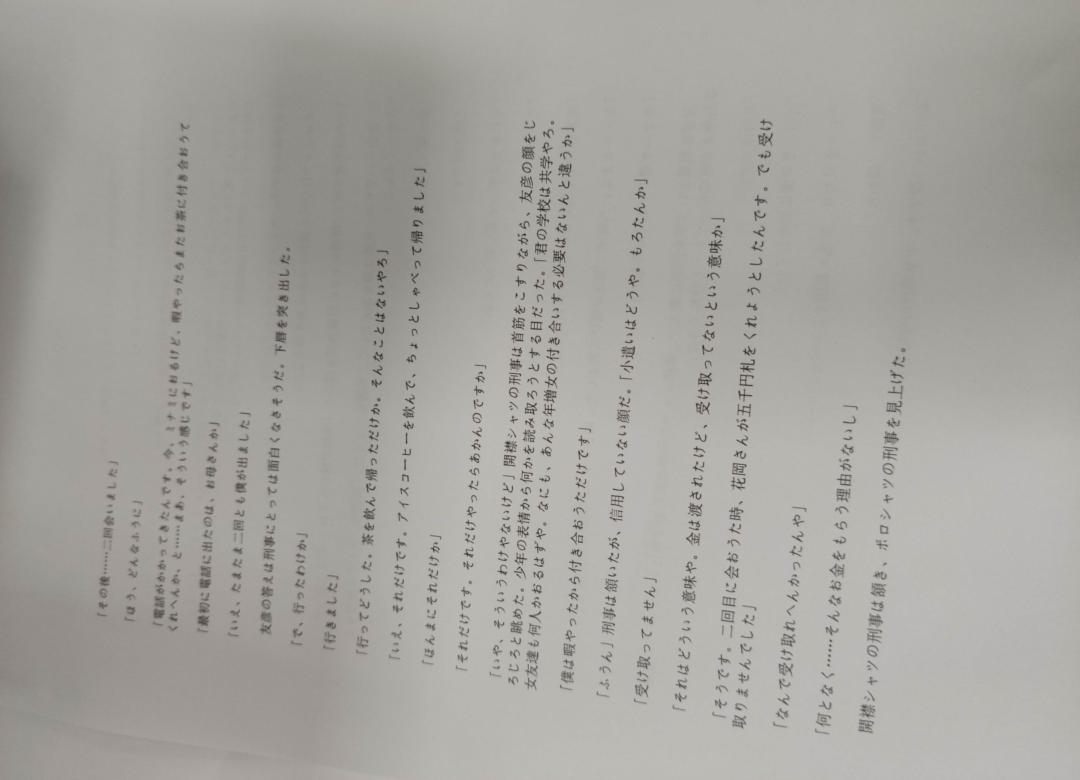 「その後……二回会いました」
「ほう、どんなふうに」
「電話がかかってきたんです。今、ミナミにおるけど、暇やったらまたお茶に付き合おうて
くれへんか、と……まあ、そういう感じです」
「最初に電話に出たのは、お母さんか」
「いえ、たまたま二回とも僕が出ました」
友彦の答えは刑事にとっては面白くなさそうだ。下唇を突き出した。
「で、行ったわけか」
「行きました」
「行ってどうした。茶を飲んで帰っただけか。そんなことはないやろ」
「いえ、それだけです。アイスコーヒーを飲んで、ちょっとしゃべって帰りました」
「ほんまにそれだけか」
「それだけです。それだけやったらあかんのですか」
「いや、そういうわけやないけど」開襟シャツの刑事は首筋をこすりながら、友彦の顔をじ
ろじろと眺めた。少年の表情から何かを読み取ろうとする目だった。「君の学校は共学やろ。
女友達も何人かおるはずや。なにも、あんな年増女の付き合いする必要はないんと違うか」
「僕は暇やったから付き合おうただけです」
「ふうん」刑事は頷いたが、信用していない顔だ。「小遣いはどうや。もろたんか」
「受け取ってません」
「それはどういう意味や。金は渡されたけど、受け取ってないという意味か」
「そうです。二回目に会おうた時、花岡さんが五千円札をくれようとしたんです。でも受け
取りませんでした」
「なんで受け取れへんかったんや」
「何となく……そんなお金をもらう理由がないし」
開襟シャツの刑事は頷き、ポロシャツの刑事を見上げた。